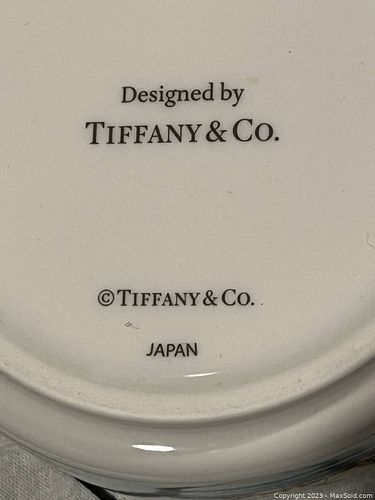 Designed by
TIFFANY & CO.
© TIFFANY & CO.
JAPAN
Copyright 2023 - MaxSold.com